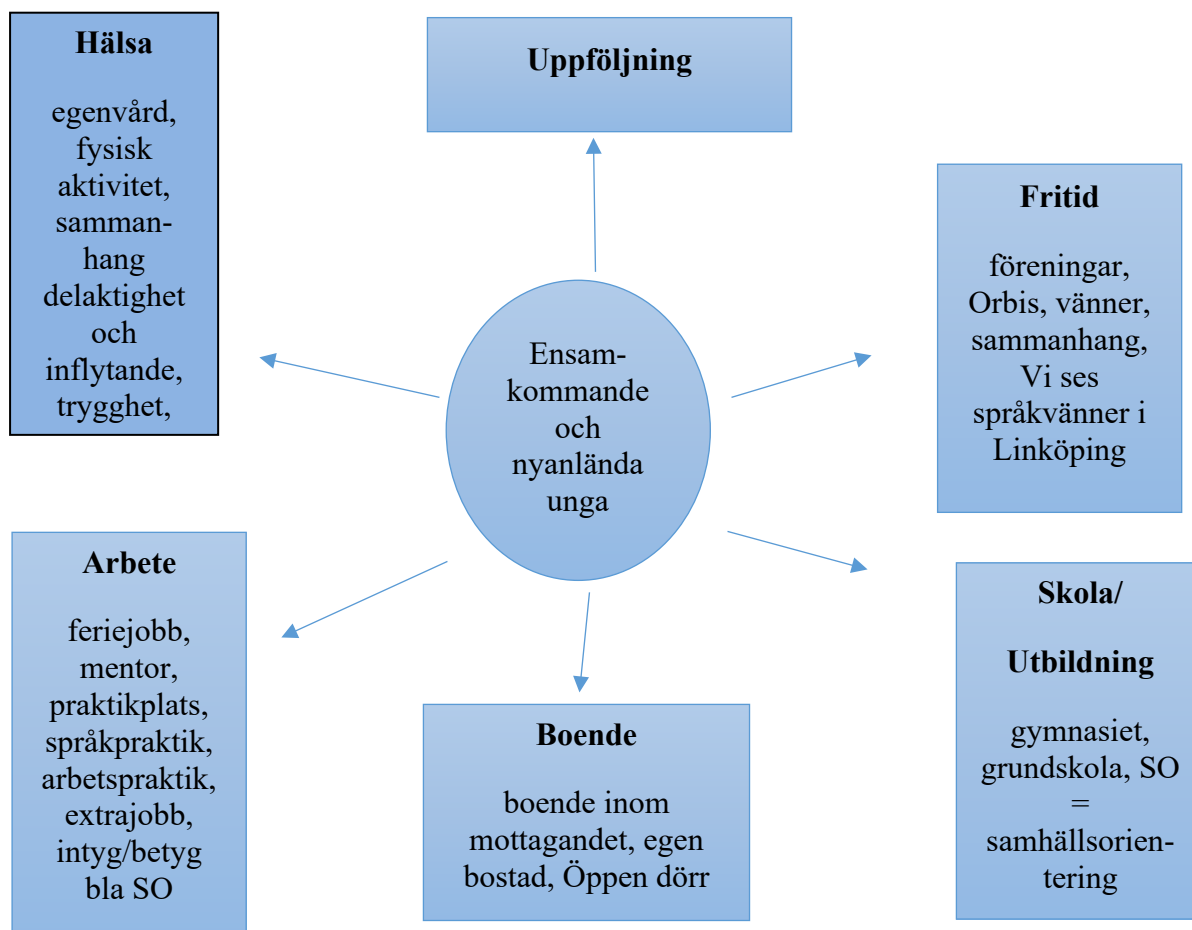 Hälsa
egenvård,
fysisk
aktivitet,
samman-
hang
delaktighet
och
inflytande,
trygghet,
Uppföljning
Fritid
föreningar,
Orbis, vänner,
sammanhang,
Vi ses
språkvänner i
Linköping
Ensam-
kommande
och
nyanlända
unga
Arbete
feriejobb,
mentor,
praktikplats,
språkpraktik,
arbetspraktik,
extrajobb,
intyg/betyg
bla SO
Boende
boende inom
mottagandet, egen
bostad, Öppen dörr
Skola/
Utbildning
gymnasiet,
grundskola, SO
=
samhällsorien-
tering